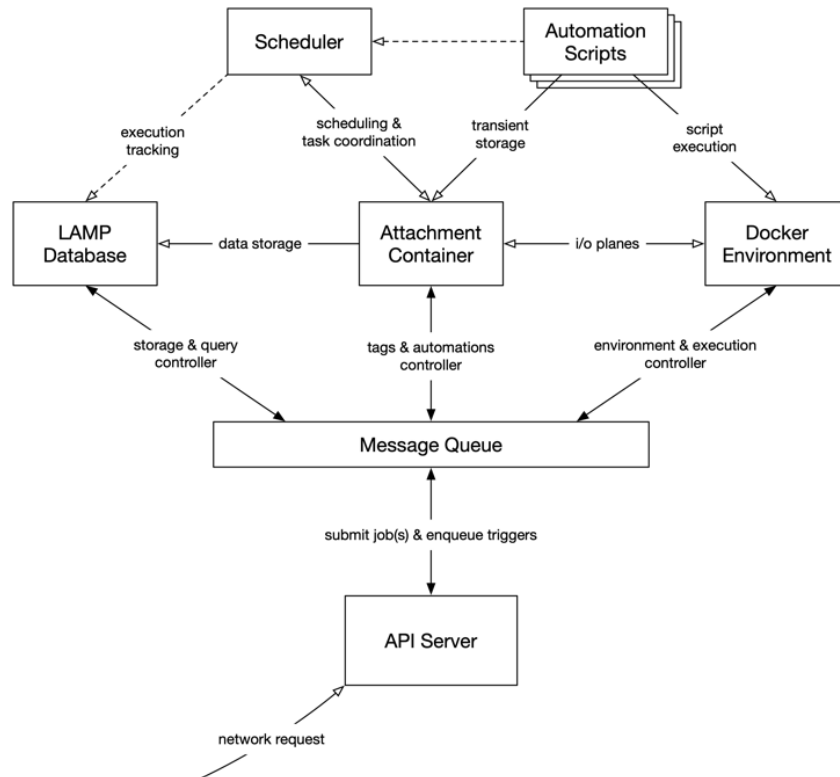 Scheduler
Automation
Scripts
execution
tracking
scheduling &
task coordination
transient
storage
script
execution
LAMP
Database
data storage
Attachment
Container
i/o planes
Docker
Environment
storage & query
controller
tags & automations
controller
environment & execution
controller
Message Queue
submit job(s) & enqueue triggers
API Server
network request